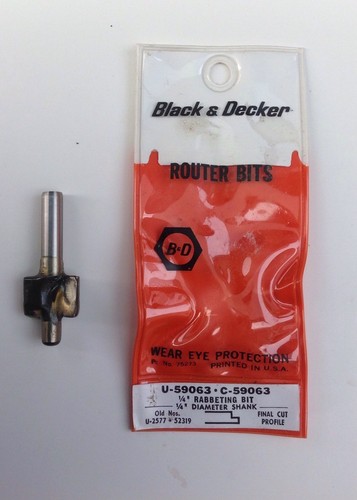 Black & Decker
ROUTER BITS
B&D
WEAR EYE PROTECTION
PRINTED IN U.S.A.
U-59063 • C-59063
¼" RABBETING BIT
¼" DIAMETER SHANK
Old Nos.
U-2577 • 52319
FINAL CUT
PROFILE